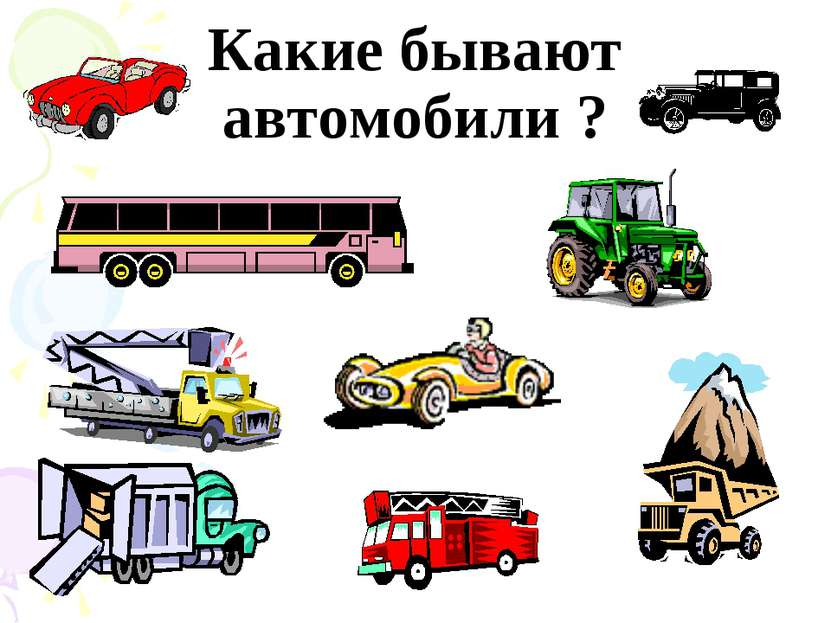 Какие бывают
автомобили ?